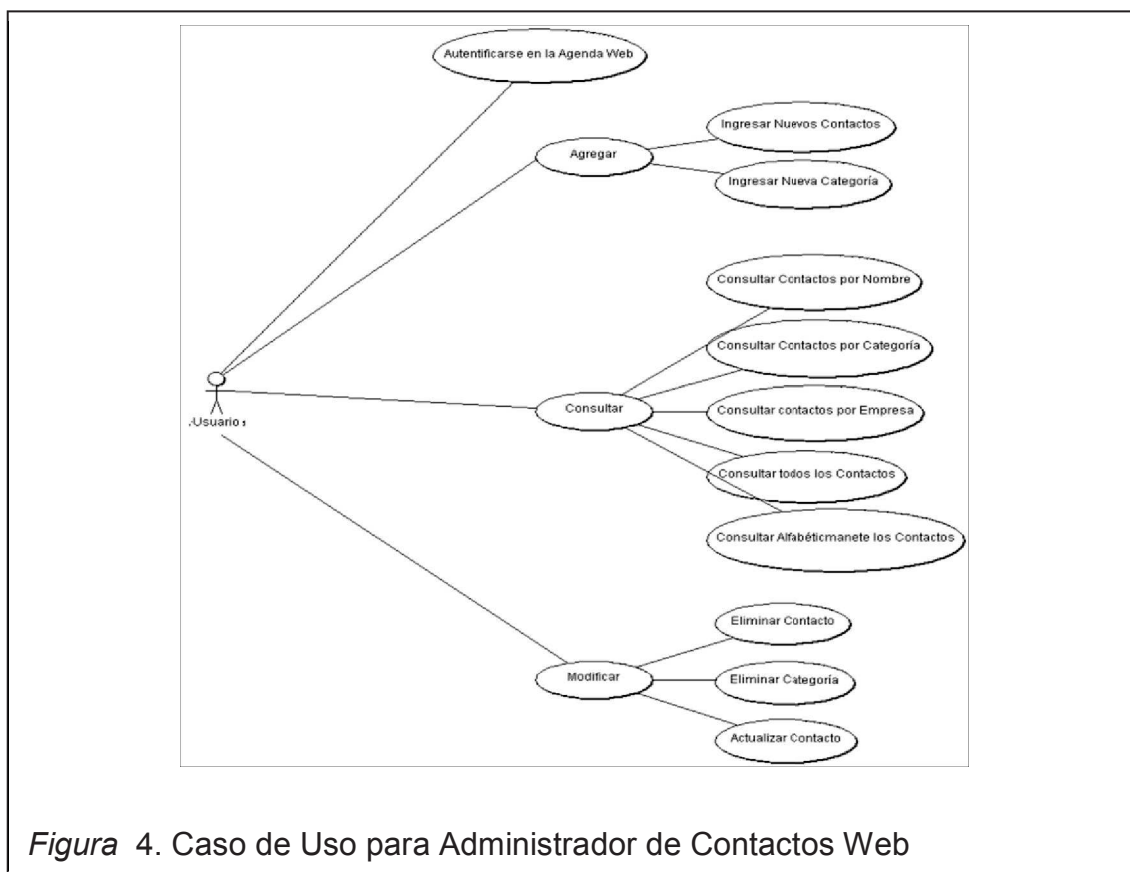 Autentificarse en la Agenda Web
Ingresar Nuevos Contactos
Agregar
Ingresar Nueva Categoría
Consultar Contactos por Nombre
Consultar Contactos por Categoría
Consultar
Consultar contactos por Empresa
Usuario
Consultar todos los Contactos
Consultar Alfabéticmanete los Contactos
Eliminar Contacto
Modificar
Eliminar Categoría
Actualizar Contacto
Figura 4. Caso de Uso para Administrador de Contactos Web